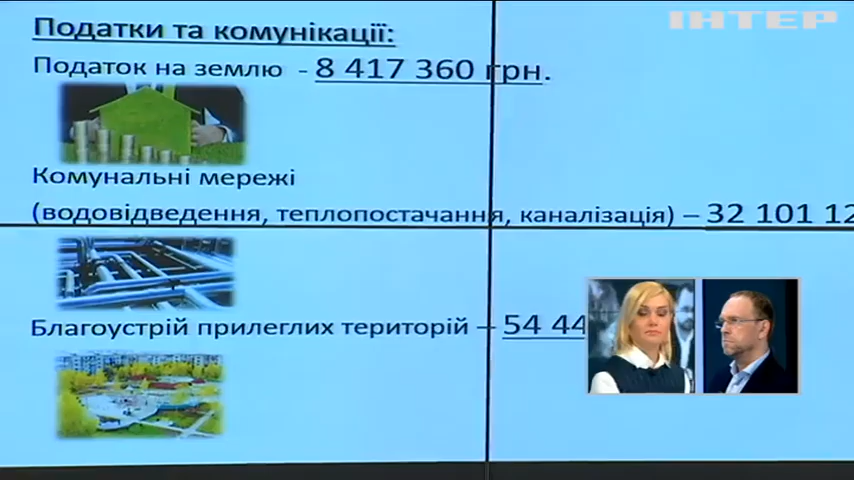 ІНТЕР
Податки та комунікації:
Податок на землю - 8 417 360 грн.
Комунальні мережі
(водовідведення, теплопостачання, каналізація) – 32 101 12
Благоустрій прилеглих територій – 54 44